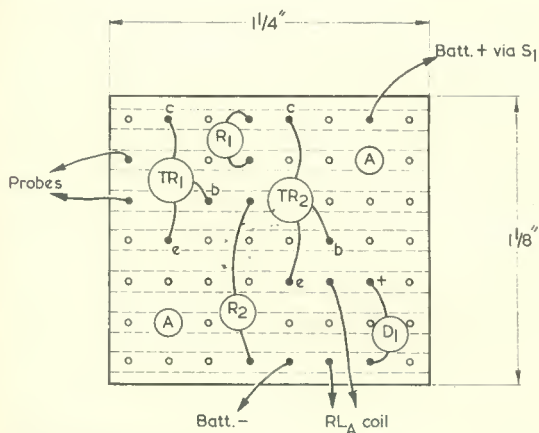 1 1/4"
Batt.+ via S1
c
c
R1
A
Probes
TR1
b
TR2
1 1/8"
e
b
e
+
A
R2
D1
Batt.-
RLA coil